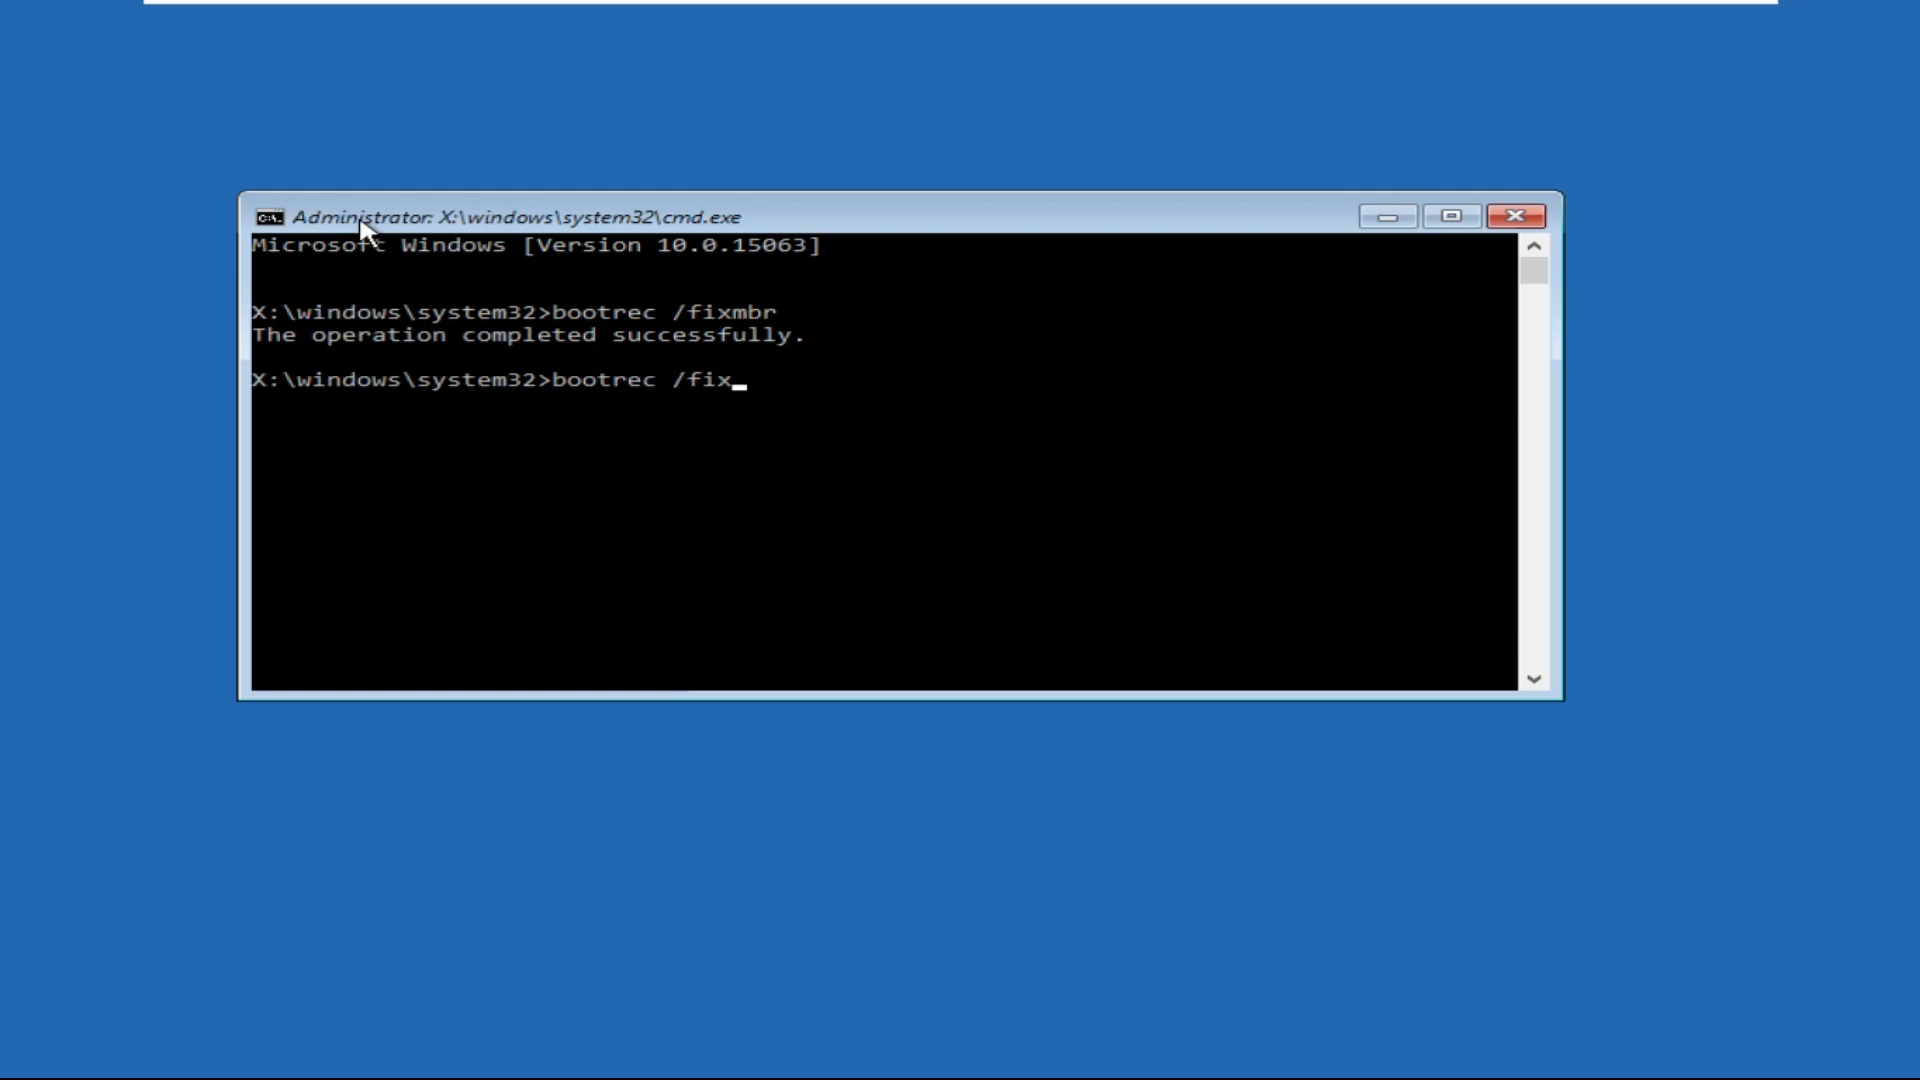 Administrator: X:\windows\system32\cmd.exe
Microsoft Windows [Version 10.0.15063]
X:\windows\system32>bootrec /fixmbr
The operation completed successfully.
X:\windows\system32>bootrec /fix